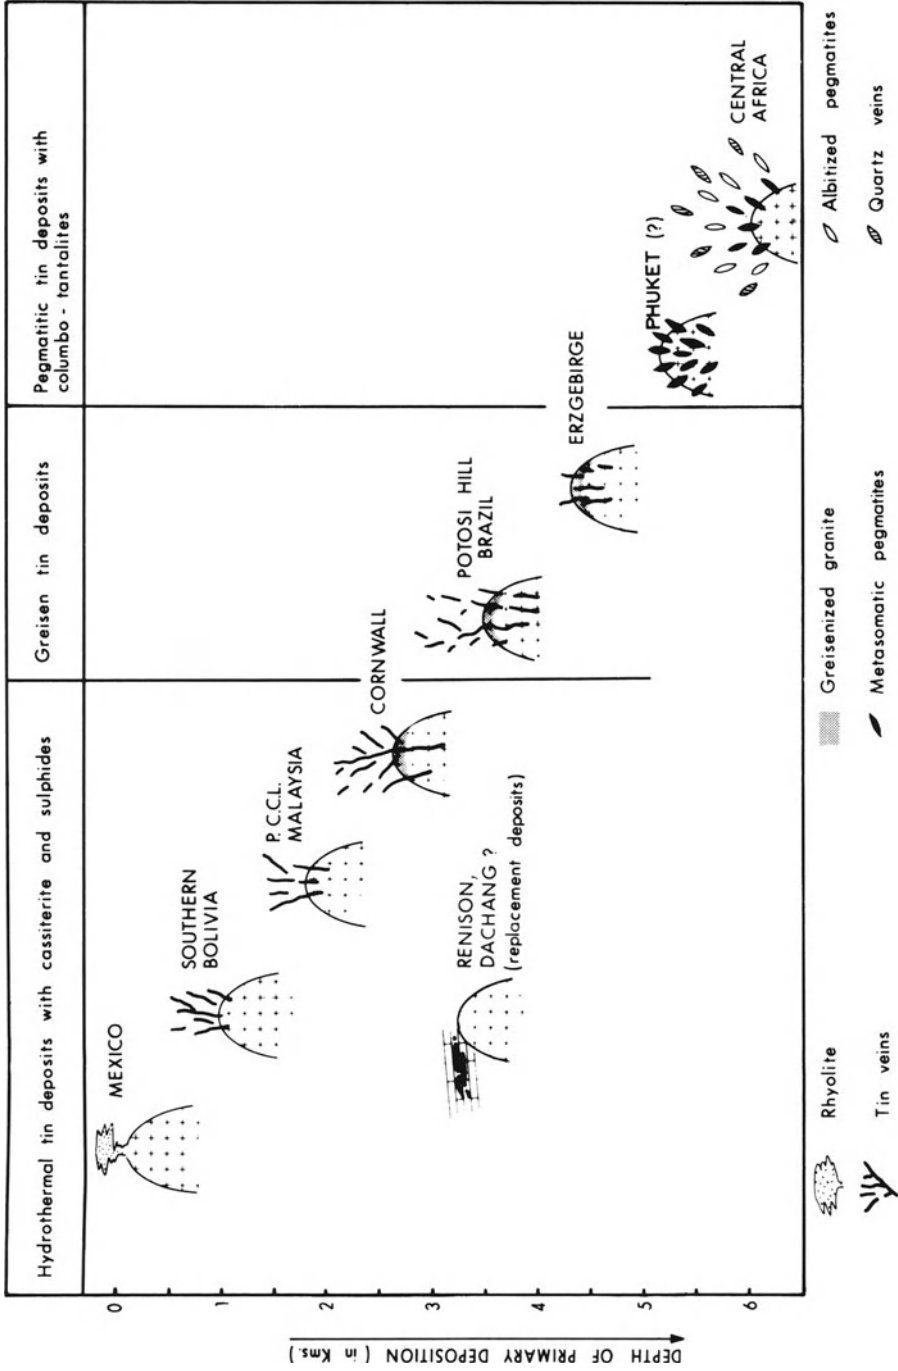 Hydrothermal tin deposits with cassiterite and sulphides
Greisen tin deposits
Pegmatitic tin deposits with
columbo - tantalites
DEPTH OF PRIMARY DEPOSITION (in Kms.)
0
1
2
3
4
5
6
MEXICO
SOUTHERN
BOLIVIA
P.C.C.L.
MALAYSIA
CORNWALL
RENISON,
DACHANG ?
(replacement deposits)
POTOSI HILL
BRAZIL
ERZGEBIRGE
PHUKET (?)
CENTRAL
AFRICA
Rhyolite
Greisenized granite
Albitized pegmatites
Tin veins
Metasomatic pegmatites
Quartz veins